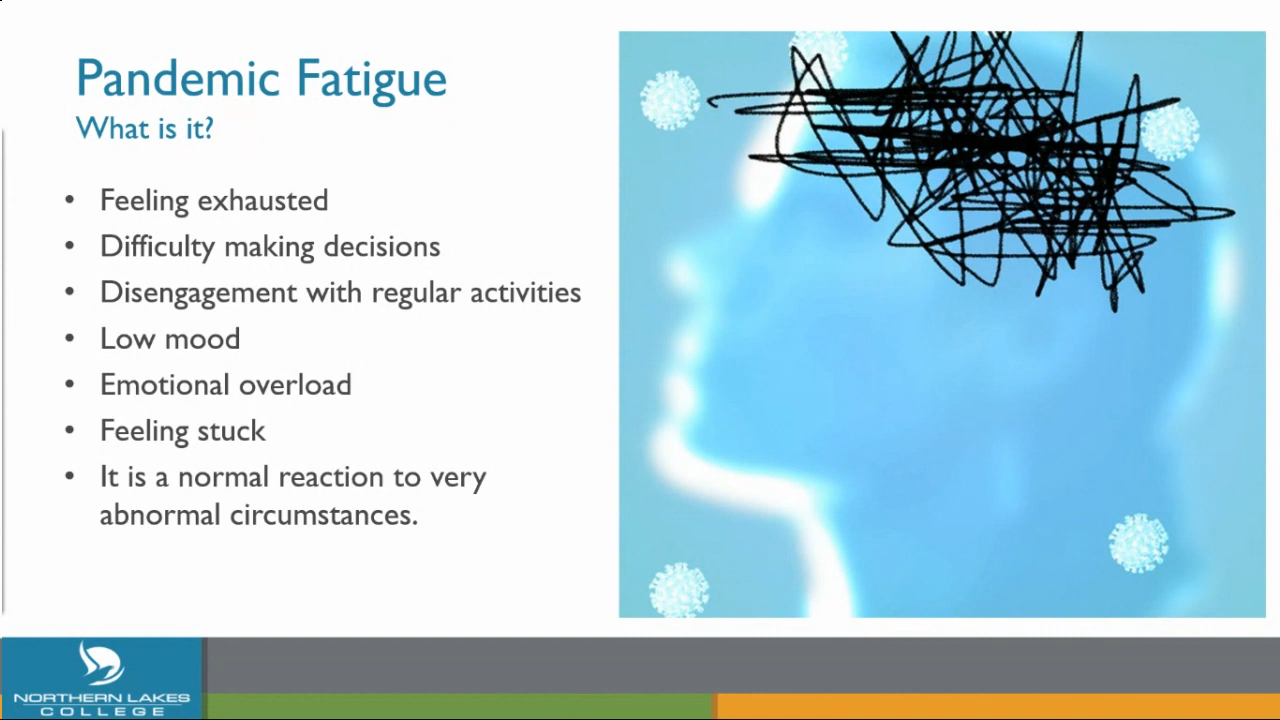 Pandemic Fatigue
What is it?
• Feeling exhausted
• Difficulty making decisions
• Disengagement with regular activities
• Low mood
• Emotional overload
• Feeling stuck
• It is a normal reaction to very
abnormal circumstances.
NORTHERN LAKES
COLLEGE